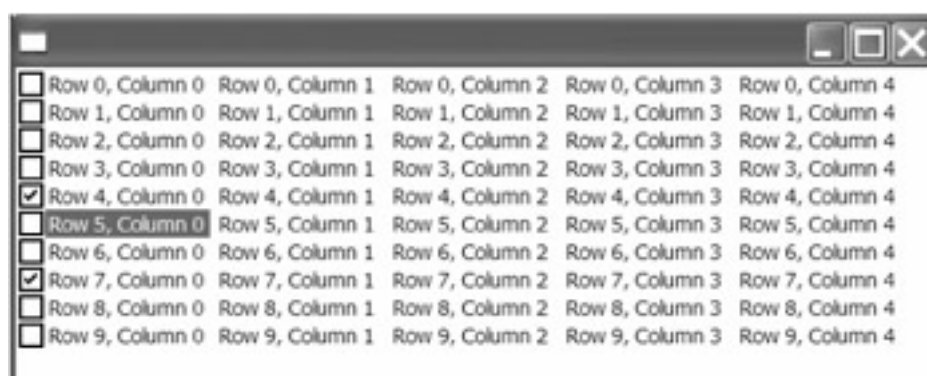 Row 0, Column 0 Row 0, Column 1 Row 0, Column 2 Row 0, Column 3 Row 0, Column 4
Row 1, Column 0 Row 1, Column 1 Row 1, Column 2 Row 1, Column 3 Row 1, Column 4
Row 2, Column 0 Row 2, Column 1 Row 2, Column 2 Row 2, Column 3 Row 2, Column 4
Row 3, Column 0 Row 3, Column 1 Row 3, Column 2 Row 3, Column 3 Row 3, Column 4
Row 4, Column 0 Row 4, Column 1 Row 4, Column 2 Row 4, Column 3 Row 4, Column 4
Row 5, Column 0 Row 5, Column 1 Row 5, Column 2 Row 5, Column 3 Row 5, Column 4
Row 6, Column 0 Row 6, Column 1 Row 6, Column 2 Row 6, Column 3 Row 6, Column 4
Row 7, Column 0 Row 7, Column 1 Row 7, Column 2 Row 7, Column 3 Row 7, Column 4
Row 8, Column 0 Row 8, Column 1 Row 8, Column 2 Row 8, Column 3 Row 8, Column 4
Row 9, Column 0 Row 9, Column 1 Row 9, Column 2 Row 9, Column 3 Row 9, Column 4